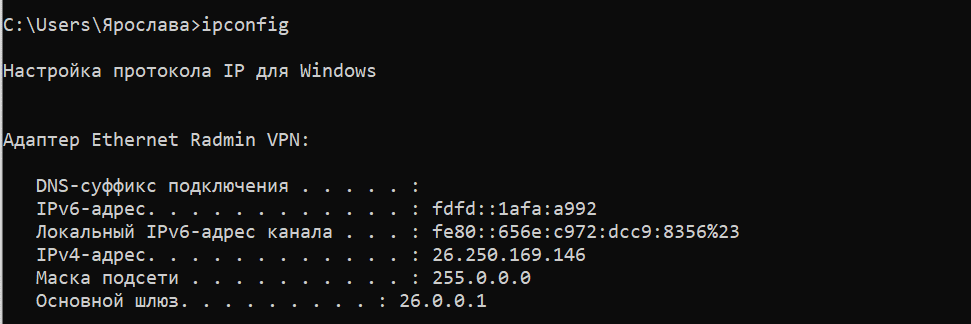 C:\Users\Ярослава>ipconfig
Настройка протокола IP для Windows
Адаптер Ethernet Radmin VPN:
DNS-суффикс подключения . . . . . :
IPv6-адрес. . . . . . . . . . . . : fdfd::1afa:a992
Локальный IPv6-адрес канала . . . : fe80::656e:c972:dcc9:8356%23
IPv4-адрес. . . . . . . . . . . . : 26.250.169.146
Маска подсети . . . . . . . . . . : 255.0.0.0
Основной шлюз. . . . . . . . . : 26.0.0.1